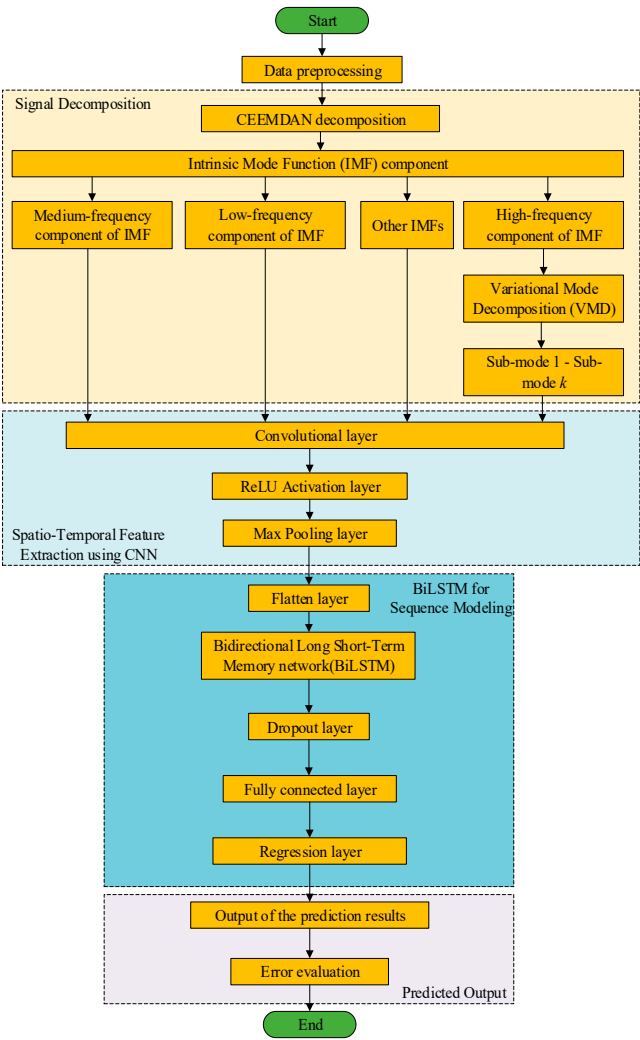 Start
Data preprocessing
Signal Decomposition
CEEMDAN decomposition
Intrinsic Mode Function (IMF) component
Medium-frequency
component of IMF
Low-frequency
component of IMF
Other IMFs
High-frequency
component of IMF
Variational Mode
Decomposition (VMD)
Sub-mode 1 - Sub-
mode k
Convolutional layer
ReLU Activation layer
Max Pooling layer
Spatio-Temporal Feature
Extraction using CNN
BiLSTM for
Sequence Modeling
Flatten layer
Bidirectional Long Short-Term
Memory network(BiLSTM)
Dropout layer
Fully connected layer
Regression layer
Output of the prediction results
Error evaluation
Predicted Output
End